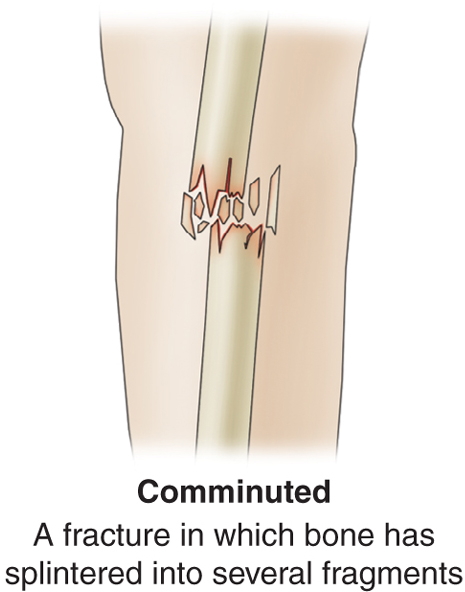 Comminuted
A fracture in which bone has
splintered into several fragments